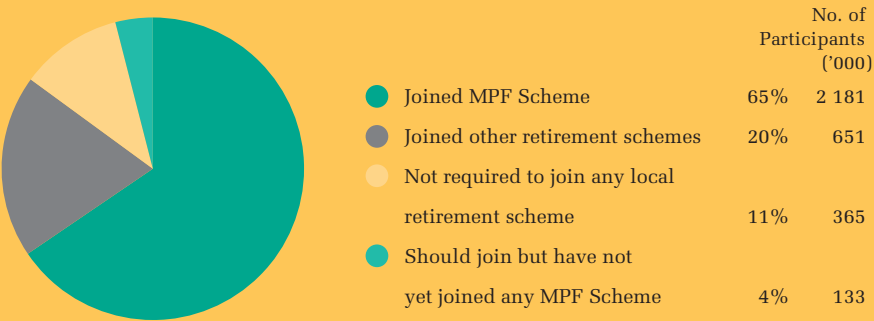 No. of
Participants
('000)
Joined MPF Scheme 65% 2 181
Joined other retirement schemes 20% 651
Not required to join any local
retirement scheme 11% 365
Should join but have not
yet joined any MPF Scheme 4% 133